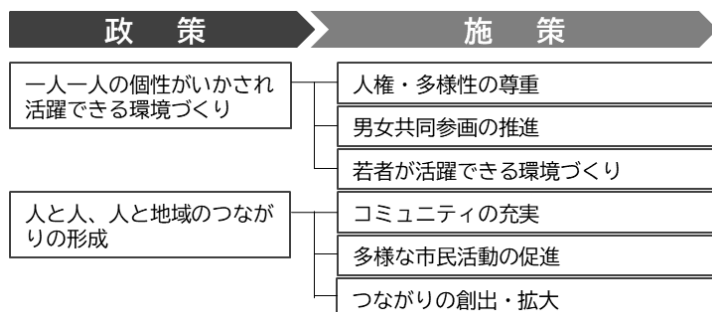 政　策
施　策
一人一人の個性がいかされ
活躍できる環境づくり
人権・多様性の尊重
男女共同参画の推進
若者が活躍できる環境づくり
人と人、人と地域のつなが
りの形成
コミュニティの充実
多様な市民活動の促進
つながりの創出・拡大